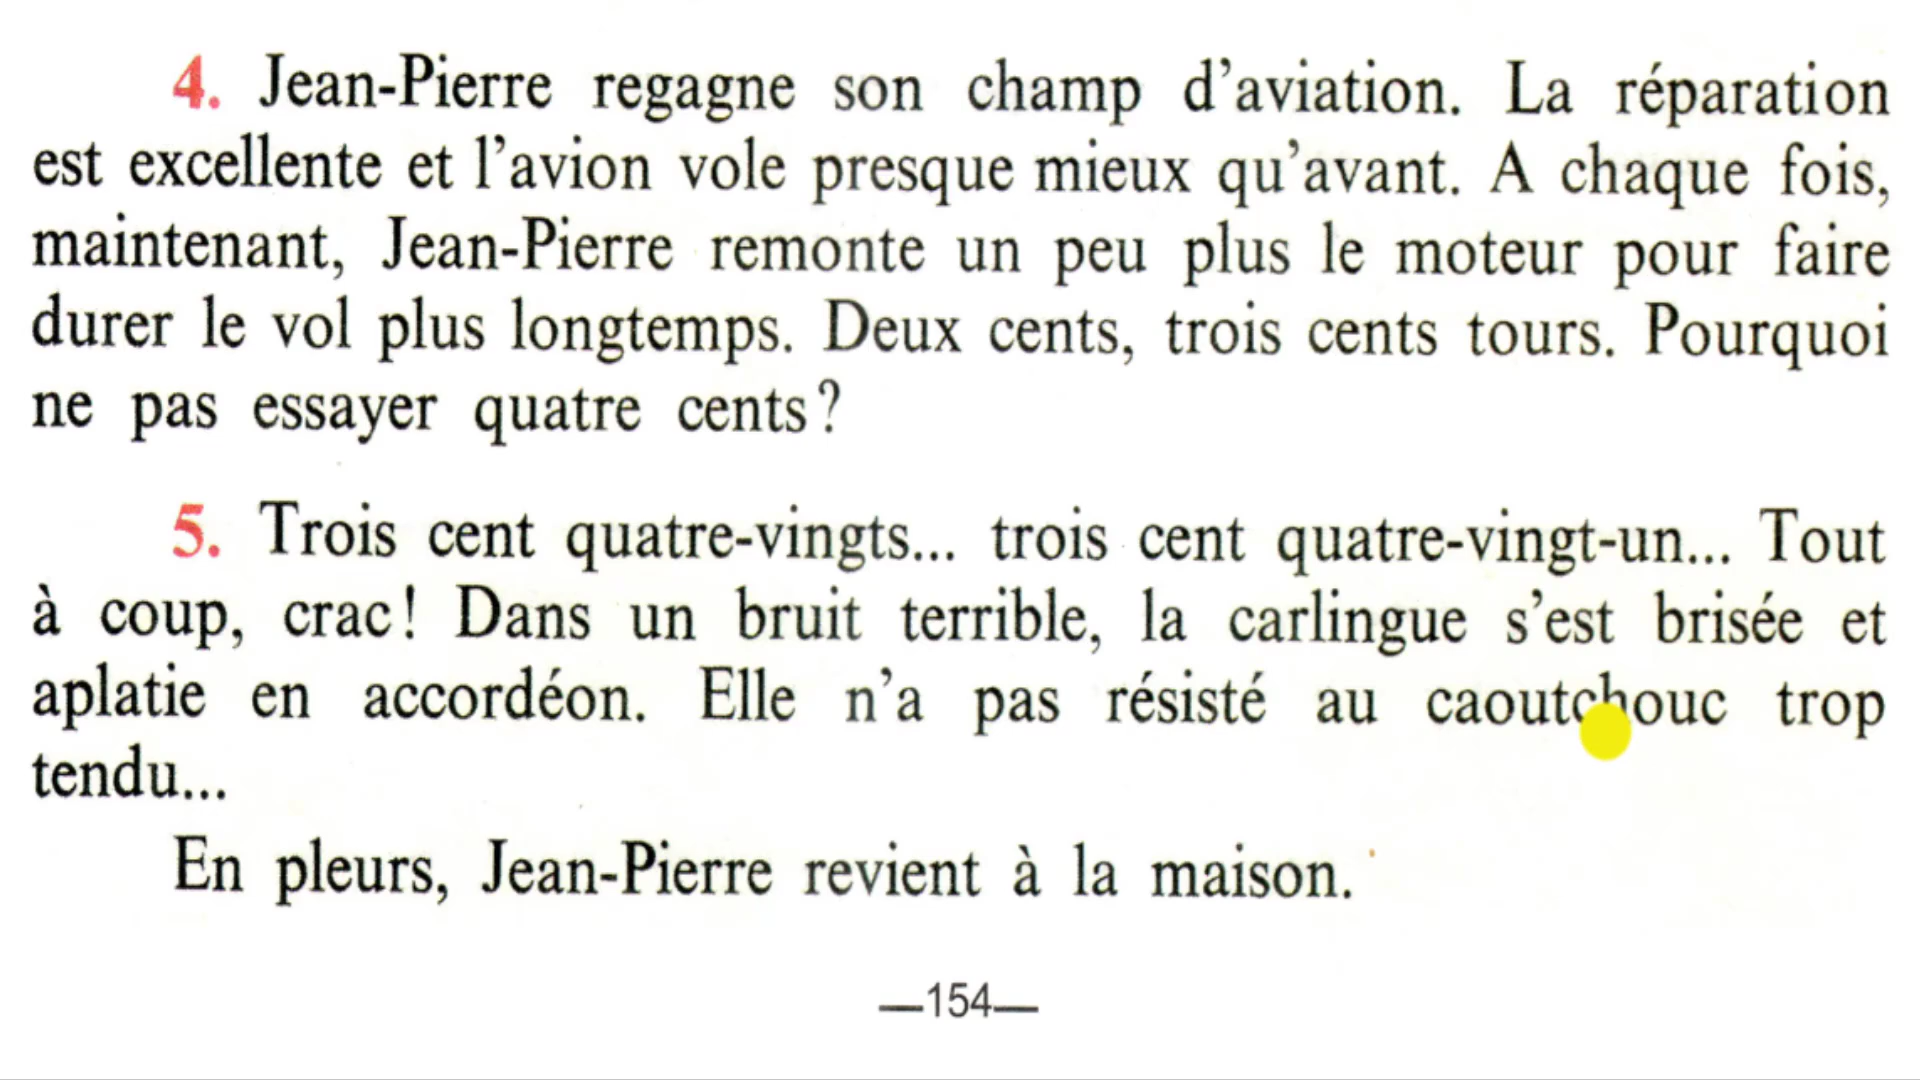 4. Jean-Pierre regagne son champ d'aviation. La réparation
est excellente et l'avion vole presque mieux qu'avant. A chaque fois,
maintenant, Jean-Pierre remonte un peu plus le moteur pour faire
durer le vol plus longtemps. Deux cents, trois cents tours. Pourquoi
ne pas essayer quatre cents ?
5. Trois cent quatre-vingts... trois cent quatre-vingt-un... Tout
à coup, crac ! Dans un bruit terrible, la carlingue s'est brisée et
aplatie en accordéon. Elle n'a pas résisté au caoutchouc trop
tendu...
En pleurs, Jean-Pierre revient à la maison.
—154—